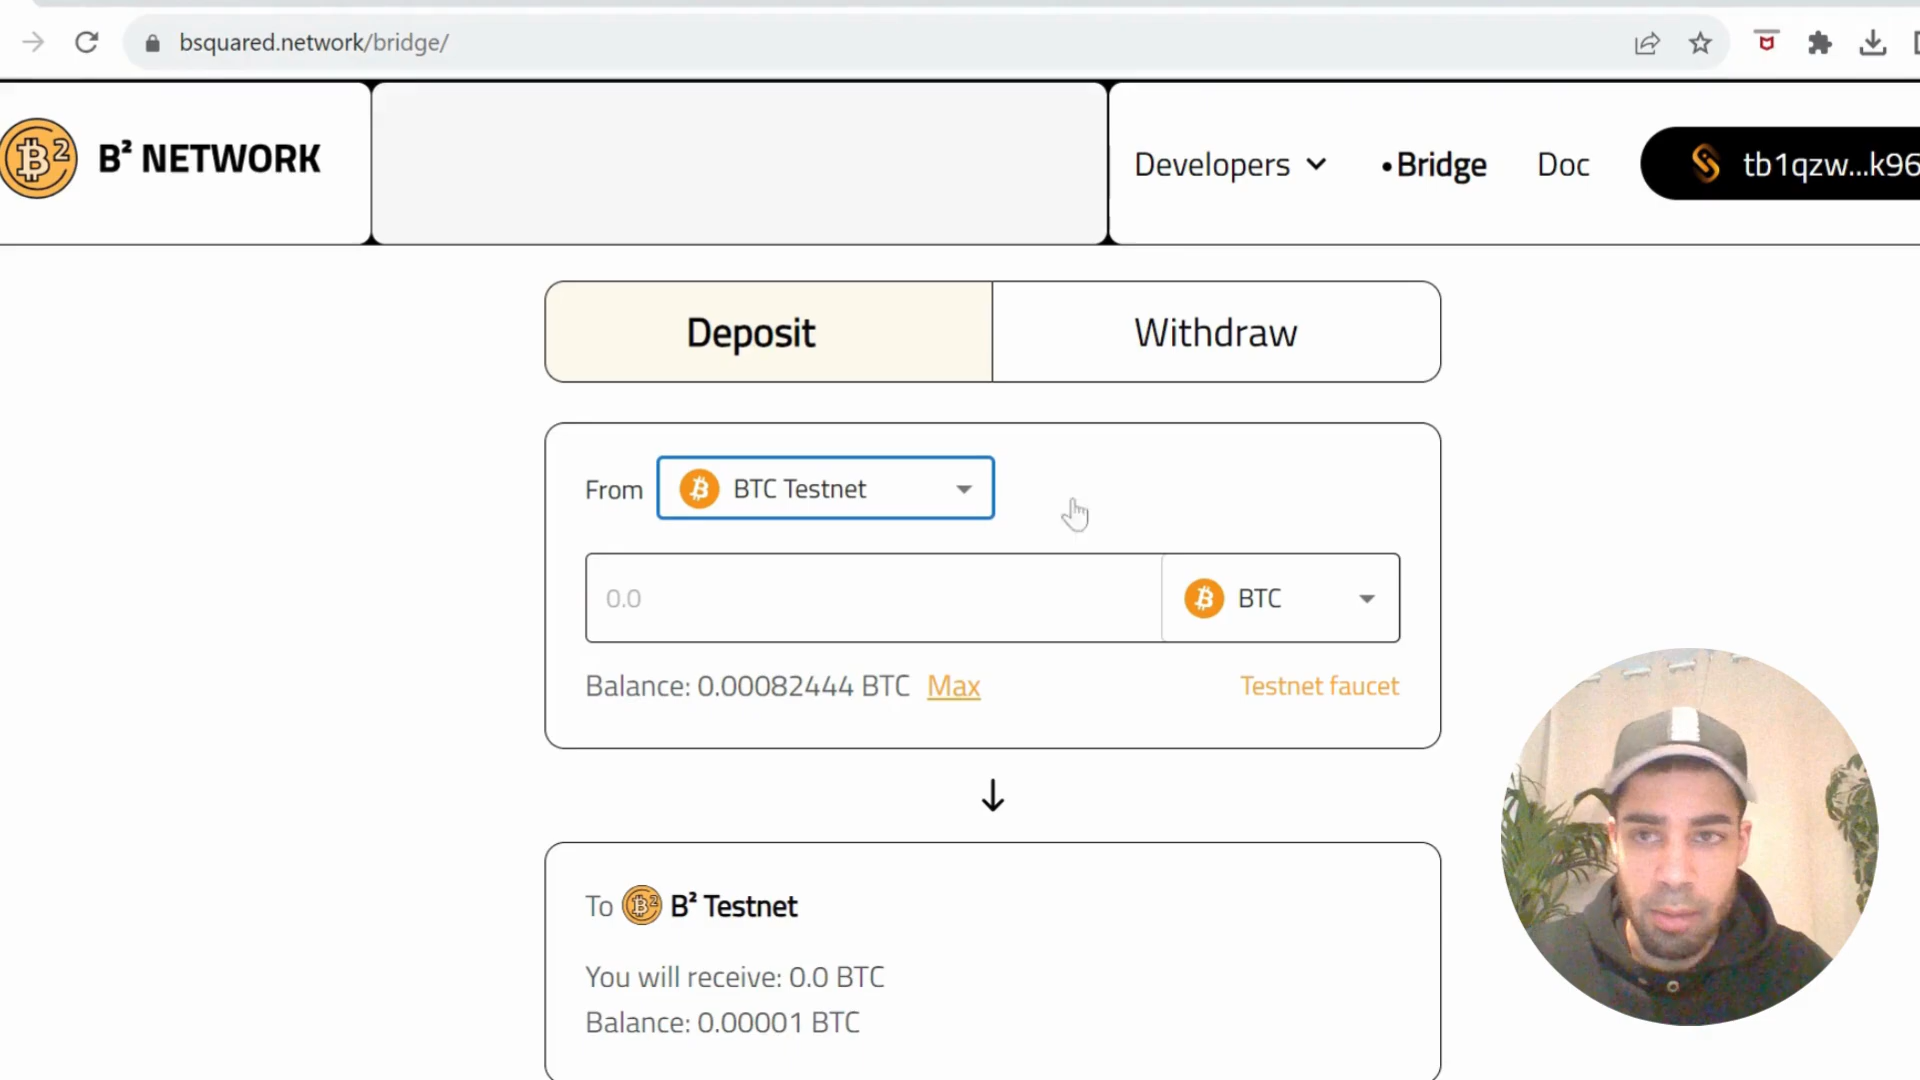 bsquared.network/bridge/
B² NETWORK
Developers
•Bridge
Doc
tb1qzw...k96
Deposit
Withdraw
From
BTC Testnet
0.0
BTC
Balance: 0.00082444 BTC Max
Testnet faucet
To B² Testnet
You will receive: 0.0 BTC
Balance: 0.00001 BTC